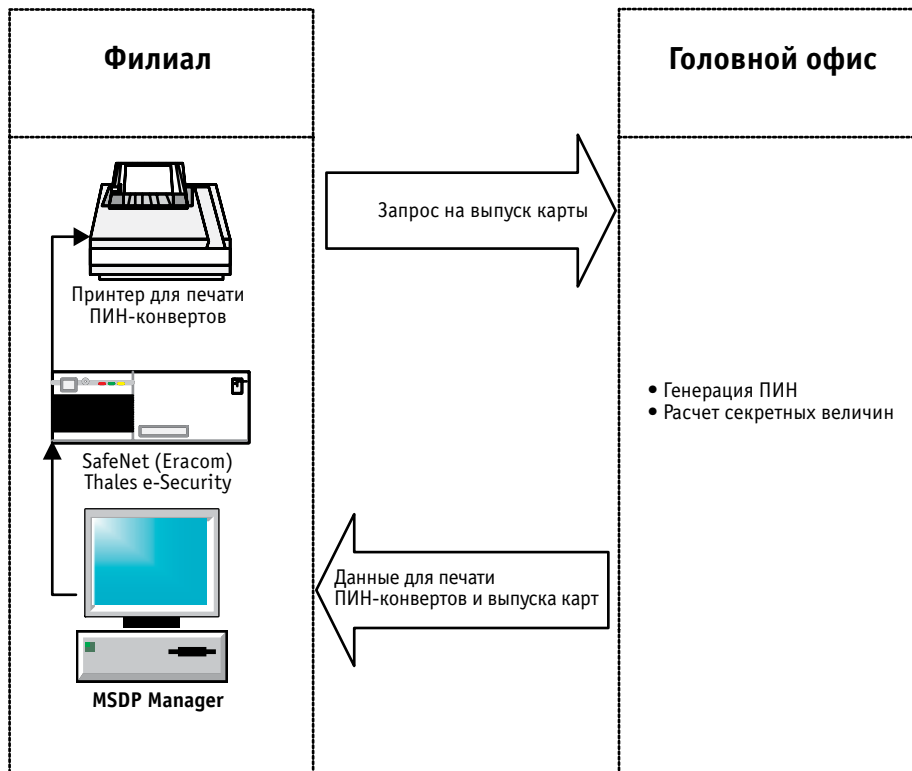 Филиал
Головной офис
Запрос на выпуск карты
Принтер для печати
ПИН-конвертов
• Генерация ПИН
• Расчет секретных величин
SafeNet (Eracom)
Thales e-Security
Данные для печати
ПИН-конвертов и выпуска карт
MSDP Manager